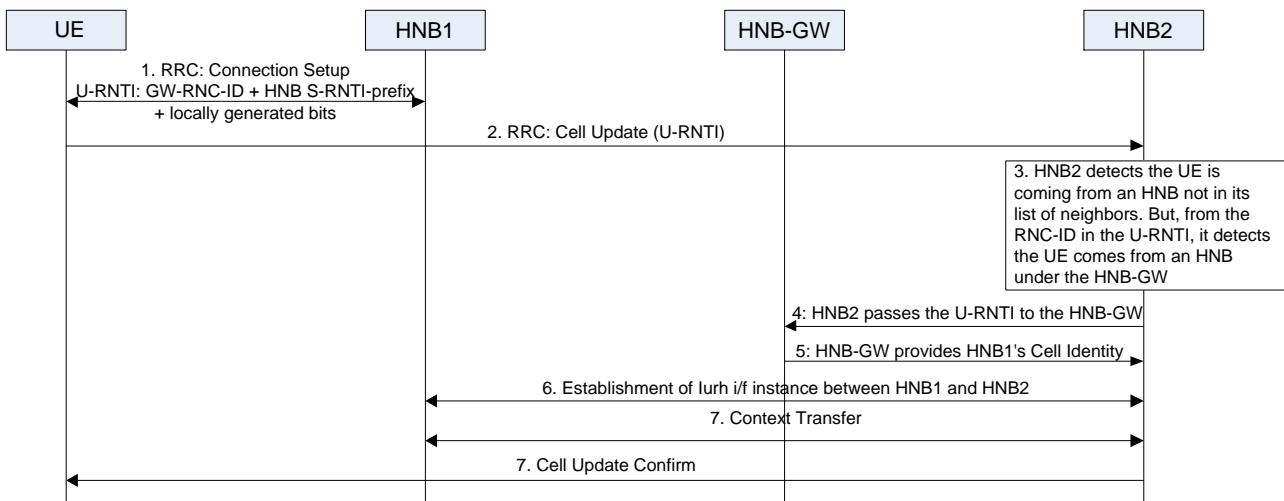 UE
HNB1
HNB-GW
HNB2
1. RRC: Connection Setup
U-RNTI: GW-RNC-ID + HNB S-RNTI-prefix
+ locally generated bits
2. RRC: Cell Update (U-RNTI)
3. HNB2 detects the UE is
coming from an HNB not in its
list of neighbors. But, from the
RNC-ID in the U-RNTI, it detects
the UE comes from an HNB
under the HNB-GW
4: HNB2 passes the U-RNTI to the HNB-GW
5: HNB-GW provides HNB1's Cell Identity
6. Establishment of Iurh i/f instance between HNB1 and HNB2
7. Context Transfer
7. Cell Update Confirm